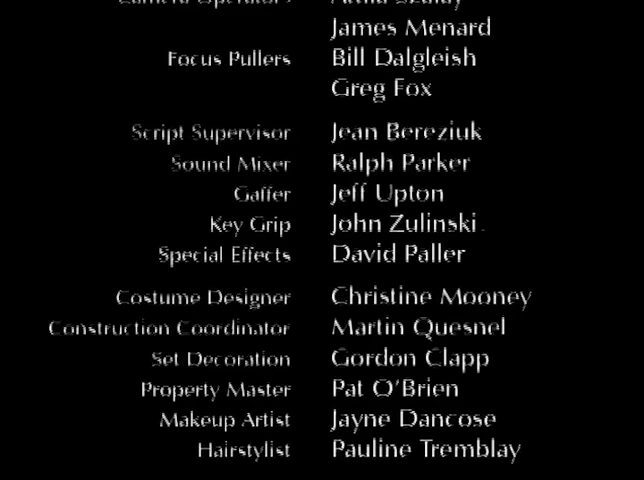 James Menard
Focus Pullers Bill Dalgleish
Greg Fox
Script Supervisor Jean Bereziuk
Sound Mixer Ralph Parker
Gaffer Jeff Upton
Key Grip John Zulinski
Special Effects David Paller
Costume Designer Christine Mooney
Construction Coordinator Martin Quesnel
Set Decoration Gordon Clapp
Property Master Pat O'Brien
Makeup Artist Jayne Dancose
Hairstylist Pauline Tremblay